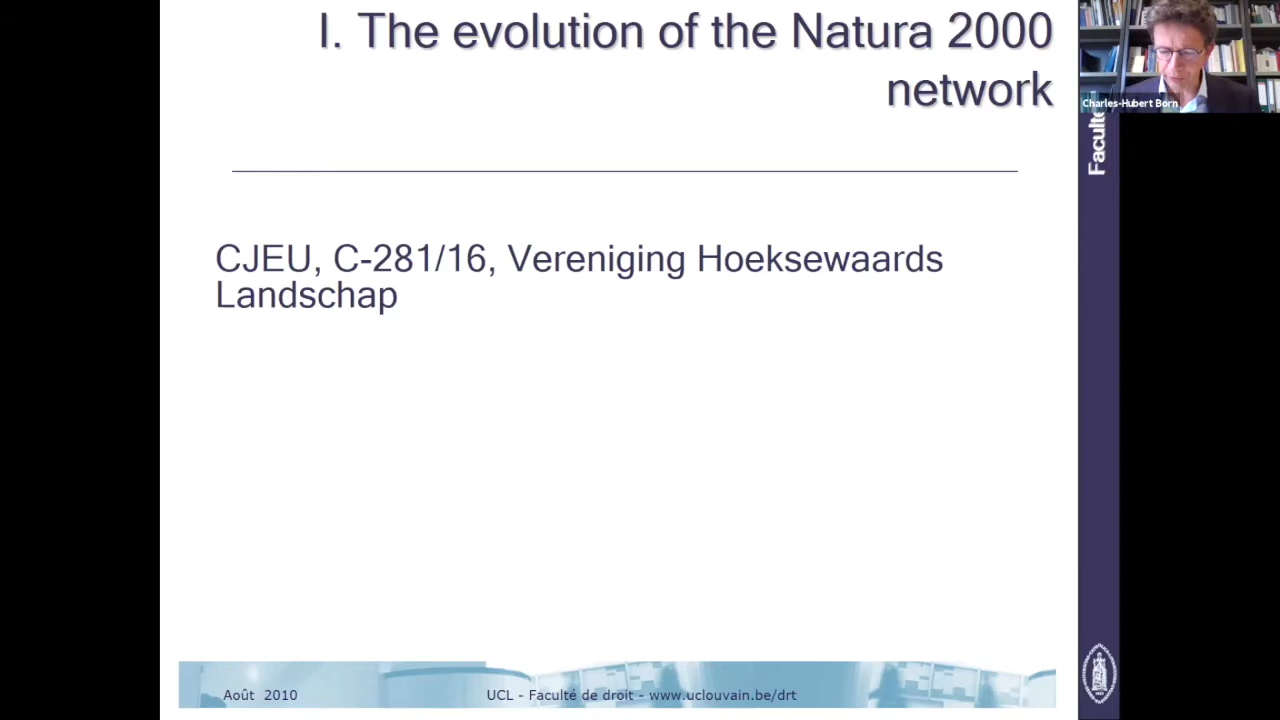 I. The evolution of the Natura 2000
network
Charles-Hubert Born
Faculté
CJEU, C-281/16, Vereniging Hoeksewaards
Landschap
Août 2010
UCL - Faculté de droit - www.uclouvain.be/drt